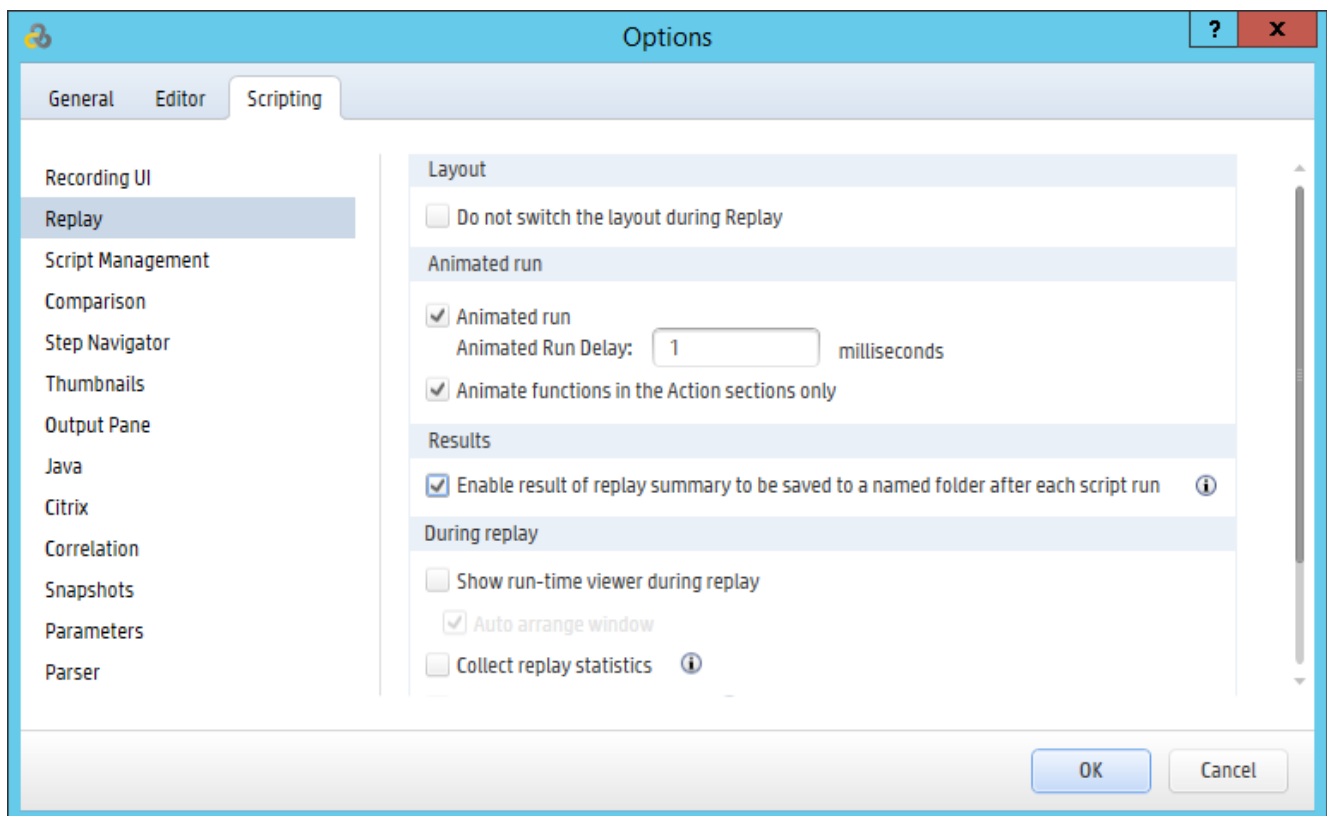 Options
?
x
General Editor Scripting
Recording UI
Replay
Script Management
Comparison
Step Navigator
Thumbnails
Output Pane
Java
Citrix
Correlation
Snapshots
Parameters
Parser
Layout
Do not switch the layout during Replay
Animated run
Animated run
Animated Run Delay: 1 milliseconds
Animate functions in the Action sections only
Results
Enable result of replay summary to be saved to a named folder after each script run
During replay
Show run-time viewer during replay
Auto arrange window
Collect replay statistics
OK Cancel